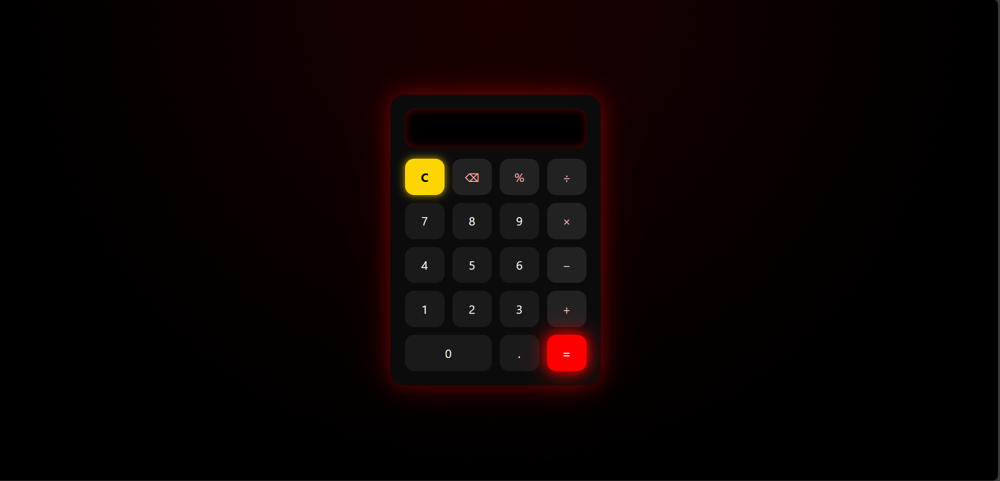 C ⌫ % ÷
7 8 9 ×
4 5 6 −
1 2 3 +
0 . =